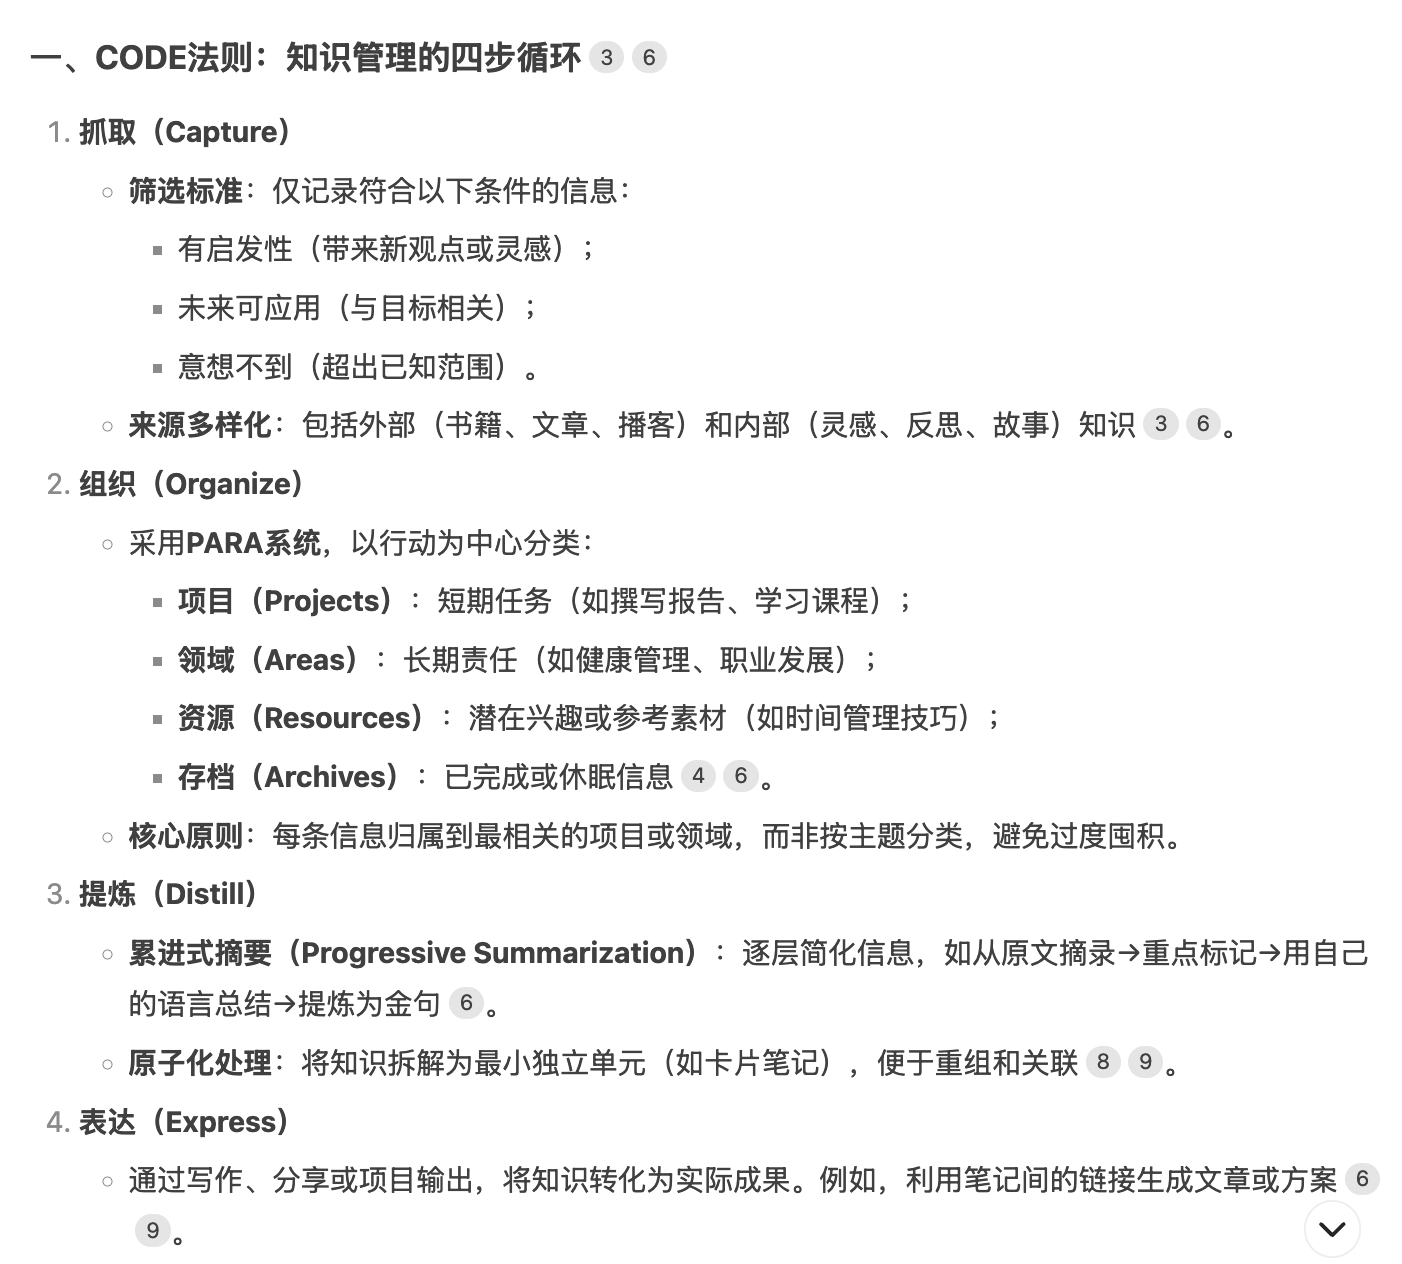 一、CODE法则：知识管理的四步循环 3 6
1. 抓取（Capture）
○ 筛选标准：仅记录符合以下条件的信息：
▪ 有启发性（带来新观点或灵感）；
▪ 未来可应用（与目标相关）；
▪ 意想不到（超出已知范围）。
○ 来源多样化：包括外部（书籍、文章、播客）和内部（灵感、反思、故事）知识 3 6 。
2. 组织（Organize）
○ 采用PARA系统，以行动为中心分类：
▪ 项目（Projects）：短期任务（如撰写报告、学习课程）；
▪ 领域（Areas）：长期责任（如健康管理、职业发展）；
▪ 资源（Resources）：潜在兴趣或参考素材（如时间管理技巧）；
▪ 存档（Archives）：已完成或休眠信息 4 6 。
○ 核心原则：每条信息归属到最相关的项目或领域，而非按主题分类，避免过度囤积。
3. 提炼（Distill）
○ 累进式摘要（Progressive Summarization）：逐层简化信息，如从原文摘录→重点标记→用自己
的语言总结→提炼为金句 6 。
○ 原子化处理：将知识拆解为最小独立单元（如卡片笔记），便于重组和关联 8 9 。
4. 表达（Express）
○ 通过写作、分享或项目输出，将知识转化为实际成果。例如，利用笔记间的链接生成文章或方案 6
9 。